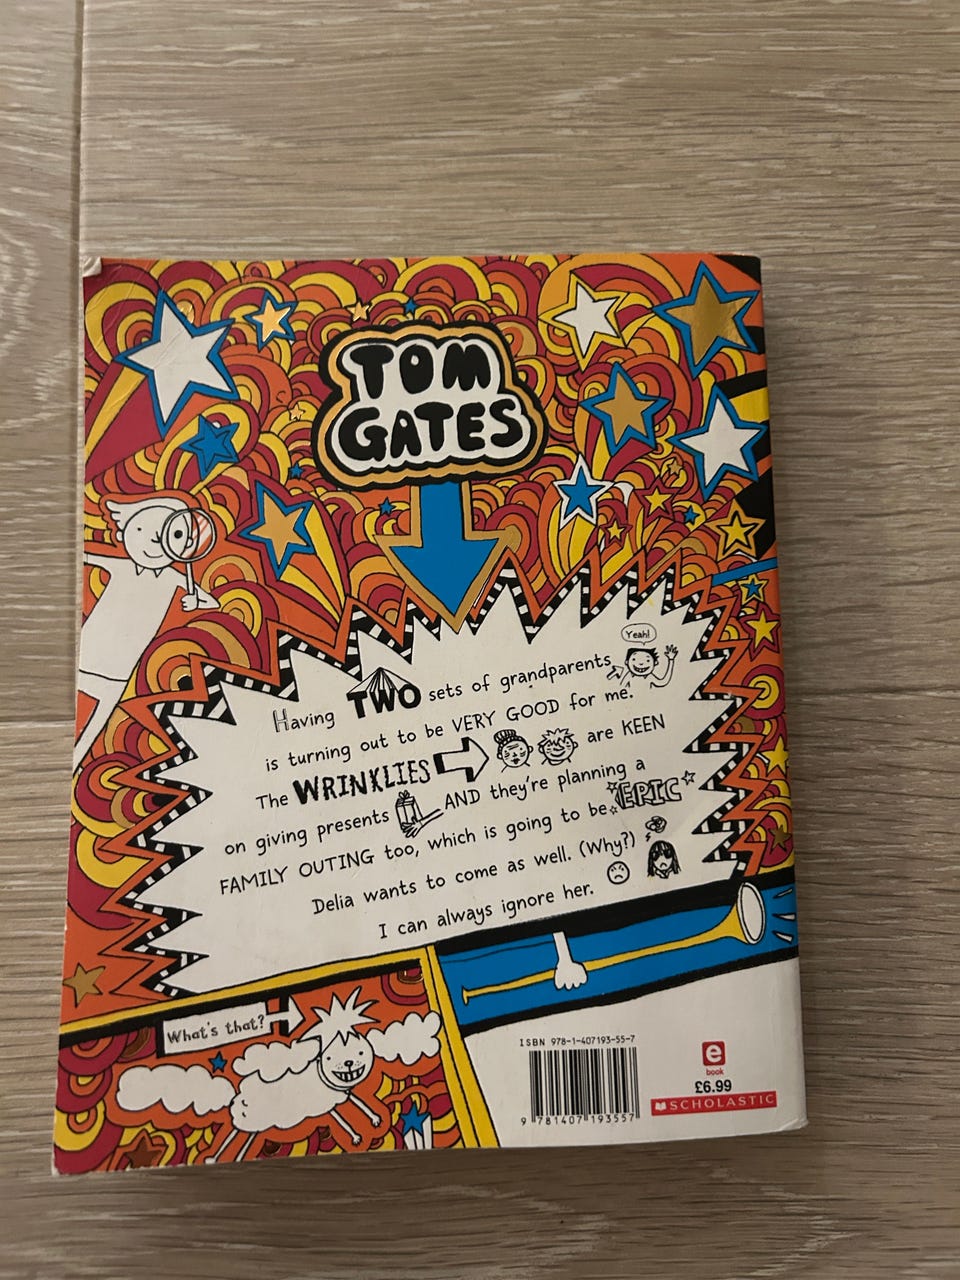 TOM
GATES
Yeah!
Having TWO sets of grandparents
is turning out to be VERY GOOD for me.
The WRINKLIES are KEEN
on giving presents AND they're planning a
FAMILY OUTING too, which is going to be EPIC
Delia wants to come as well. (Why?)
I can always ignore her.
What's that?
ISBN 978-1-407193-55-7
9 781407 193557
e
book
£6.99
SCHOLASTIC